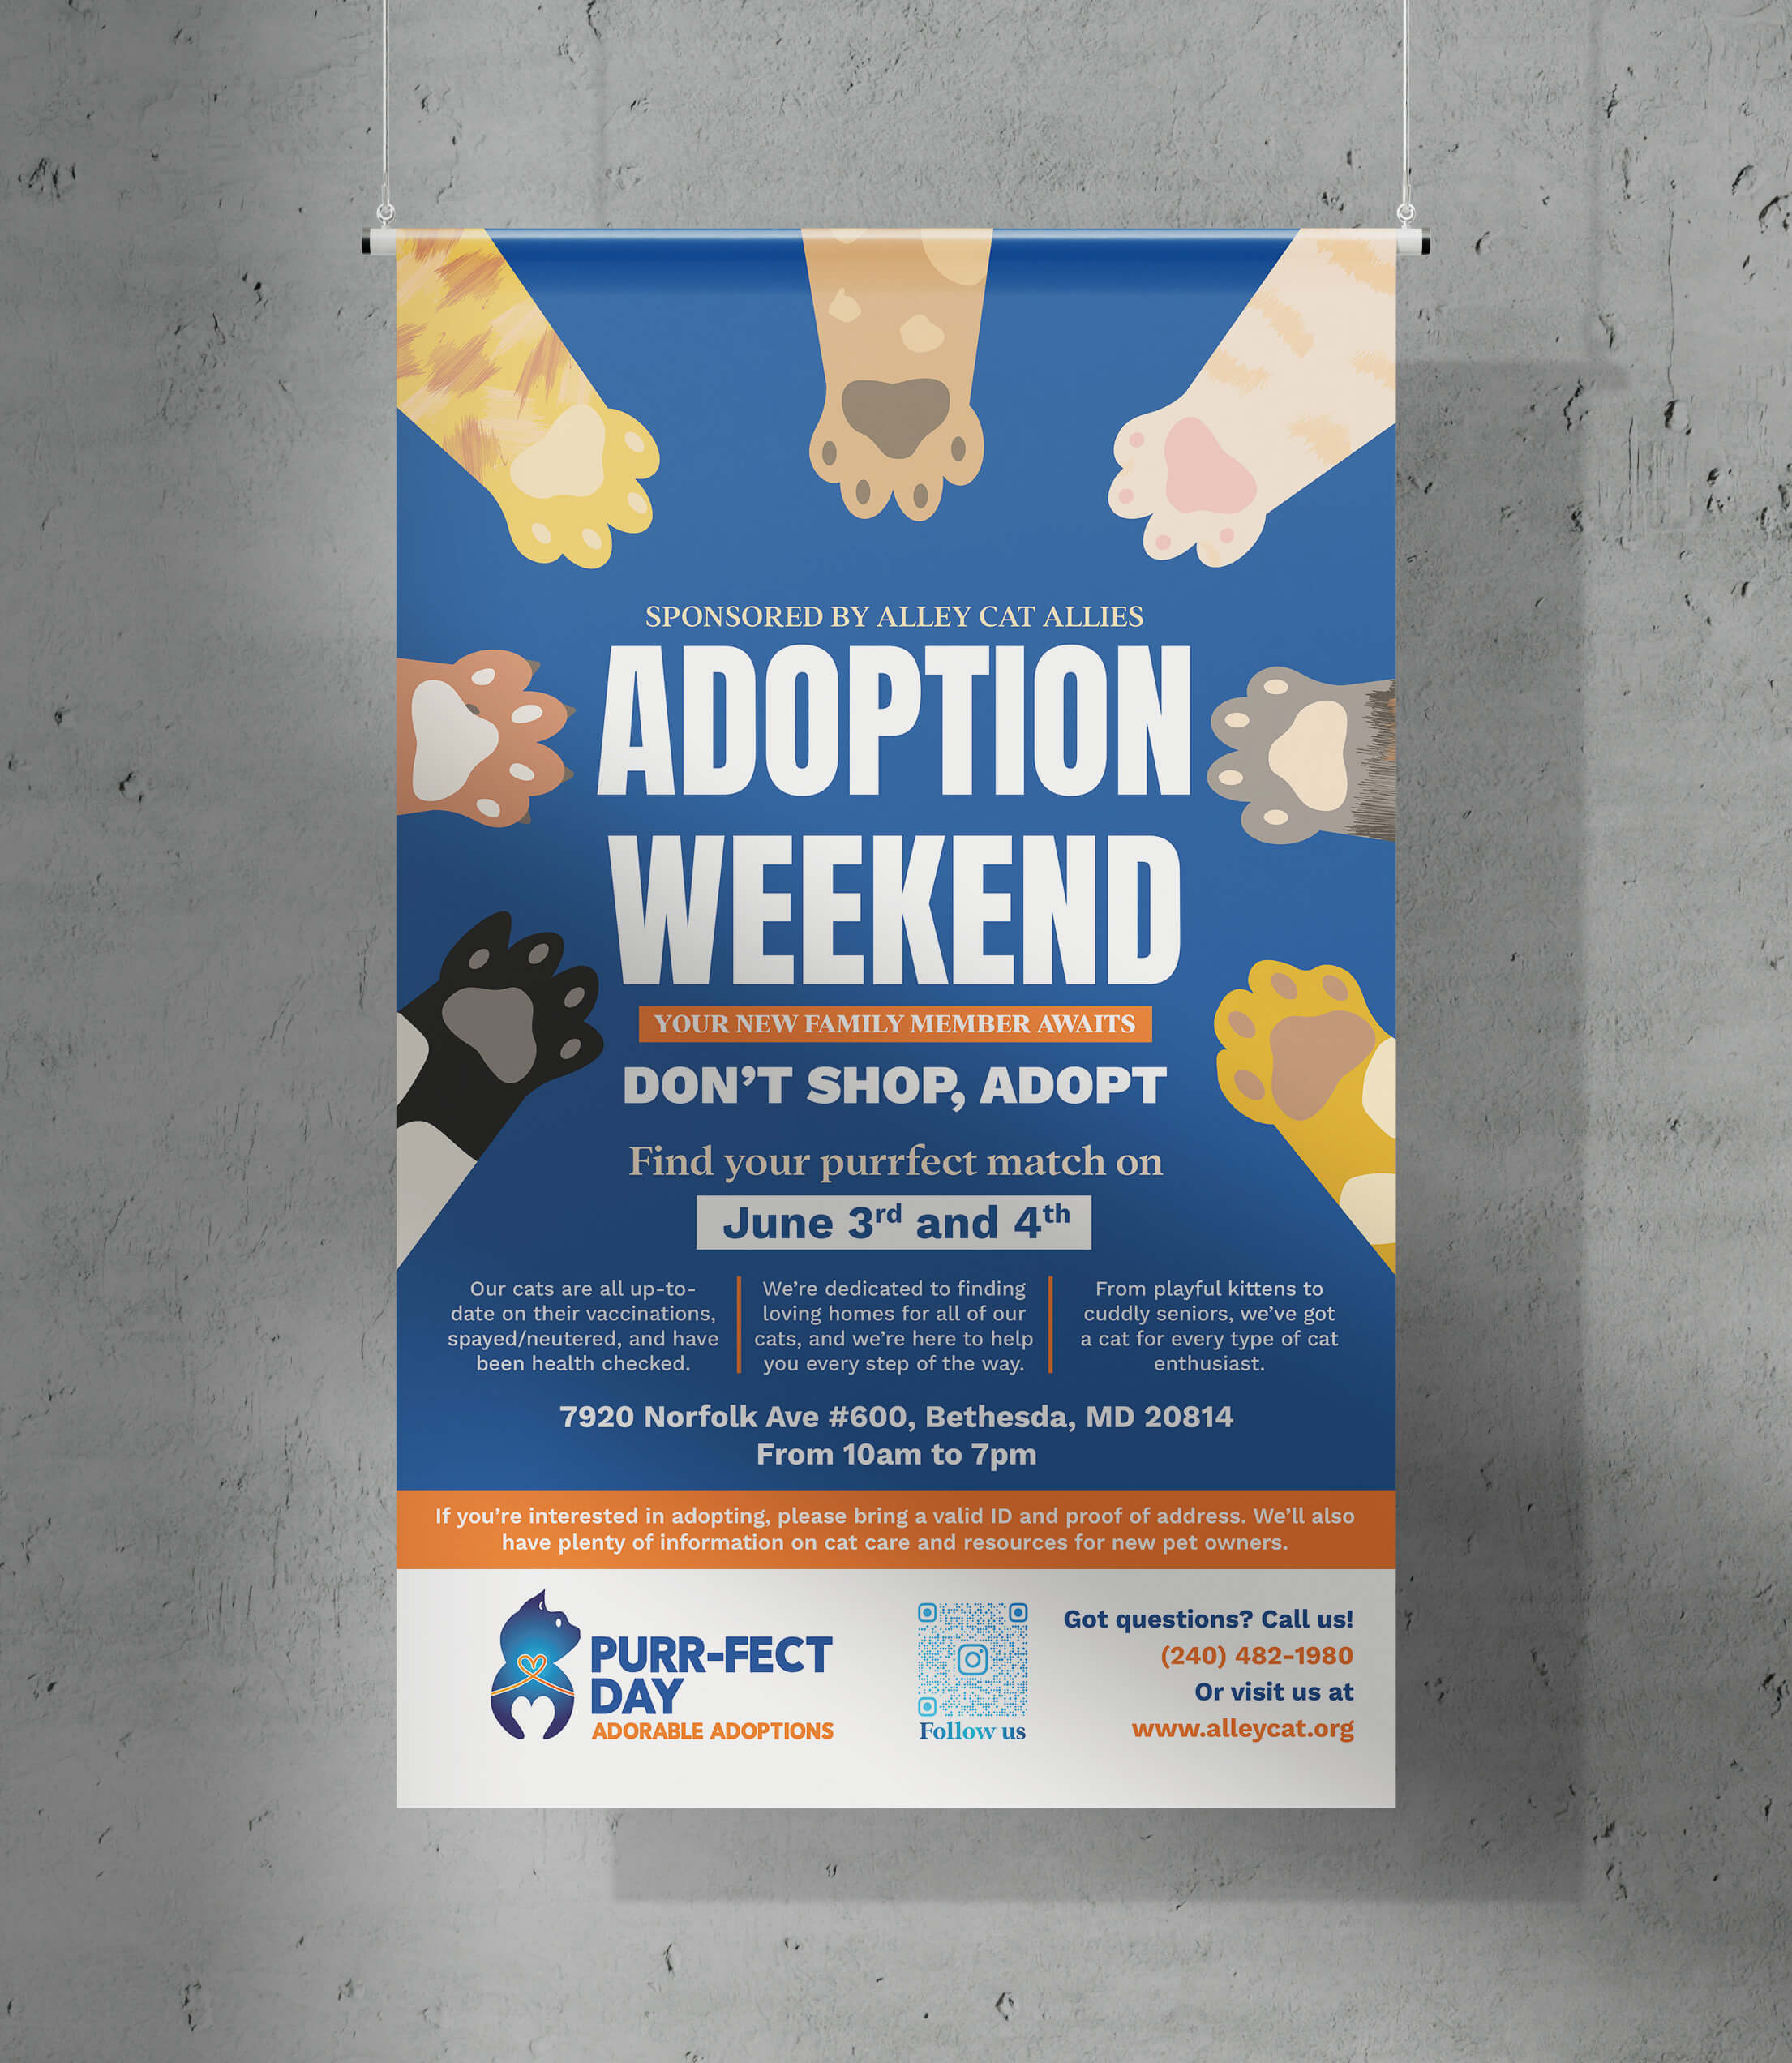 SPONSORED BY ALLEY CAT ALLIES
ADOPTION
WEEKEND
YOUR NEW FAMILY MEMBER AWAITS
DON'T SHOP, ADOPT
Find your purrfect match on
June 3rd and 4th
Our cats are all up-to-
date on their vaccinations,
spayed/neutered, and have
been health checked.
We're dedicated to finding
loving homes for all of our
cats, and we're here to help
you every step of the way.
From playful kittens to
cuddly seniors, we've got
a cat for every type of cat
enthusiast.
7920 Norfolk Ave #600, Bethesda, MD 20814
From 10am to 7pm
If you're interested in adopting, please bring a valid ID and proof of address. We'll also
have plenty of information on cat care and resources for new pet owners.
PURR-FECT
DAY
ADORABLE ADOPTIONS
Follow us
Got questions? Call us!
(240) 482-1980
Or visit us at
www.alleycat.org